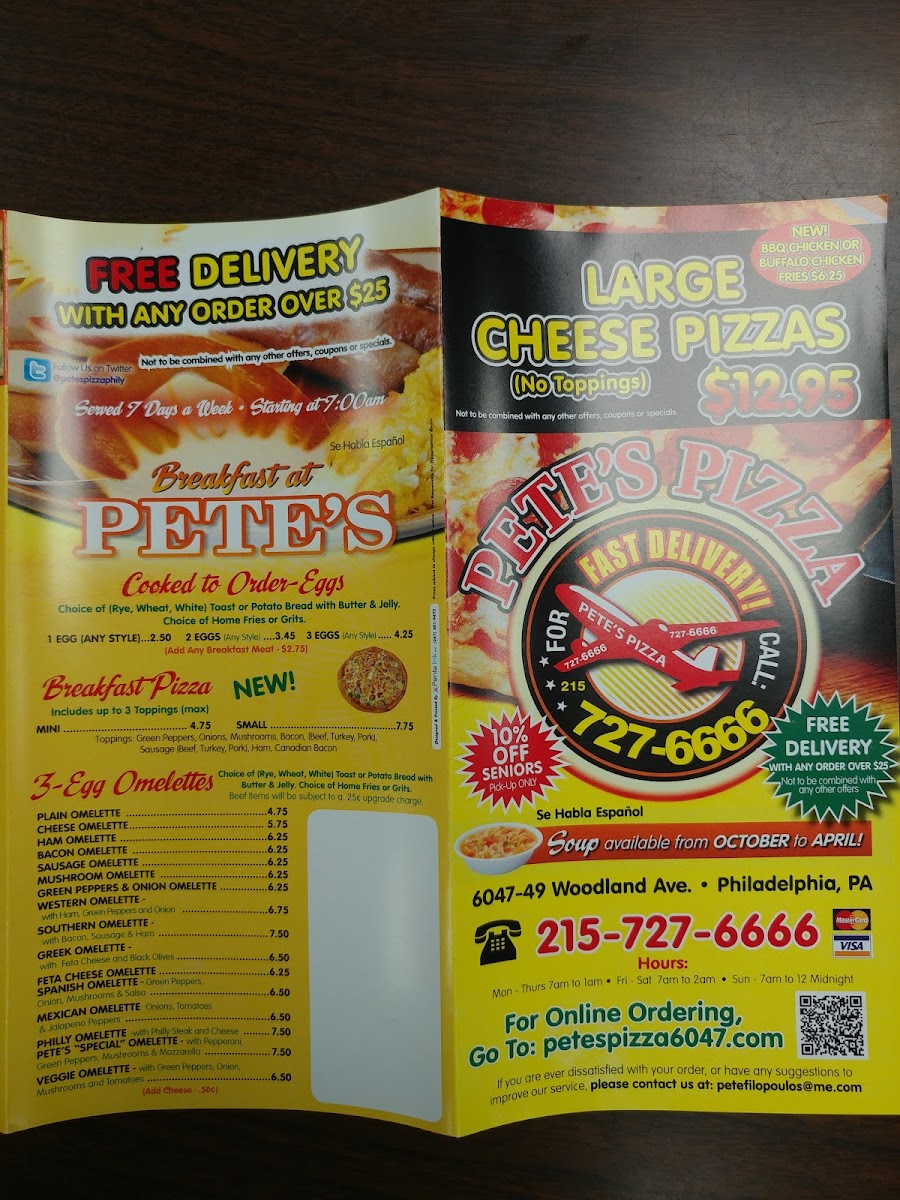 FREE DELIVERY
WITH ANY ORDER OVER $25
Not to be combined with any other offers, coupons or specials.
Follow Us on Twitter
@petespizzaphily
Served 7 Days a Week • Starting at 7:00am
Se Habla Español
Breakfast at
PETE'S
Cooked to Order-Eggs
Choice of (Rye, Wheat, White) Toast or Potato Bread with Butter & Jelly.
Choice of Home Fries or Grits.
1 EGG (ANY STYLE)...2.50 2 EGGS (Any Style) ....3.45 3 EGGS (Any Style)..... 4.25
(Add Any Breakfast Meat - $2.75)
Breakfast Pizza NEW!
Includes up to 3 Toppings (max)
MINI ........ 4.75 SMALL ........7.75
Toppings: Green Peppers, Onions, Mushrooms, Bacon, (Beef, Turkey, Pork),
Sausage (Beef, Turkey, Pork), Ham, Canadian Bacon
3-Egg Omelettes
Choice of (Rye, Wheat, White) Toast or Potato Bread with
Butter & Jelly. Choice of Home Fries or Grits.
Beef Items will be subject to a .25¢ upgrade charge.
PLAIN OMELETTE ........ 4.75
CHEESE OMELETTE........ 5.75
HAM OMELETTE ........ 6.25
BACON OMELETTE ........6.25
SAUSAGE OMELETTE ........6.25
MUSHROOM OMELETTE ........6.25
GREEN PEPPERS & ONION OMELETTE ........6.25
WESTERN OMELETTE -
with Ham, Green Peppers and Onion ........6.75
SOUTHERN OMELETTE -
with Bacon, Sausage & Ham ........ 7.50
GREEK OMELETTE -
with Feta Cheese and Black Olives ........6.50
FETA CHEESE OMELETTE ........6.25
SPANISH OMELETTE - Green Peppers,
Onion, Mushrooms & Salsa ........6.50
MEXICAN OMELETTE Onions, Tomatoes
& Jalapeno Peppers ........6.50
PHILLY OMELETTE -with Philly Steak and Cheese ........ 7.50
PETE'S "SPECIAL" OMELETTE - with Pepperoni,
Green Peppers, Mushrooms & Mozzarella ........7.50
VEGGIE OMELETTE - with Green Peppers, Onion,
Mushrooms and Tomatoes ........6.50
(Add Cheese - .50¢)
NEW!
BBQ CHICKEN OR
BUFFALO CHICKEN
FRIES $6.25
LARGE
CHEESE PIZZAS
(No Toppings) $12.95
Not to be combined with any other offers, coupons or specials.
PETE'S PIZZA
FOR FAST DELIVERY! CALL:
PETE'S PIZZA
727-6666
727-6666
215
727-6666
10%
OFF
SENIORS
Pick-Up ONLY
FREE
DELIVERY
WITH ANY ORDER OVER $25
Not to be combined with
any other offers
Se Habla Español
Soup available from OCTOBER to APRIL!
6047-49 Woodland Ave. • Philadelphia, PA
215-727-6666
MasterCard
VISA
Hours:
Mon - Thurs 7am to 1am • Fri - Sat 7am to 2am • Sun - 7am to 12 Midnight
For Online Ordering,
Go To: petespizza6047.com
If you are ever dissatisfied with your order, or have any suggestions to
improve our service, please contact us at: petefilopoulos@me.com